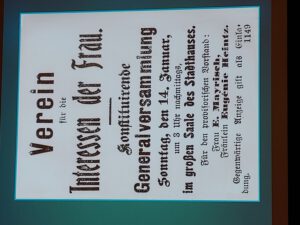 Verein
für die
Interessen der Frau.
Konstituirende
Generalversammlung
Sonntag, den 14. Januar,
um 3 Uhr nachmittags,
im großen Saale des Stadthauses.
Für den provisorischen Vorstand:
Frau E. Mayrisch,
Fräulein Eugenie Heintz.
Gegenwärtige Anzeige gilt als Einla-
dung. 1149